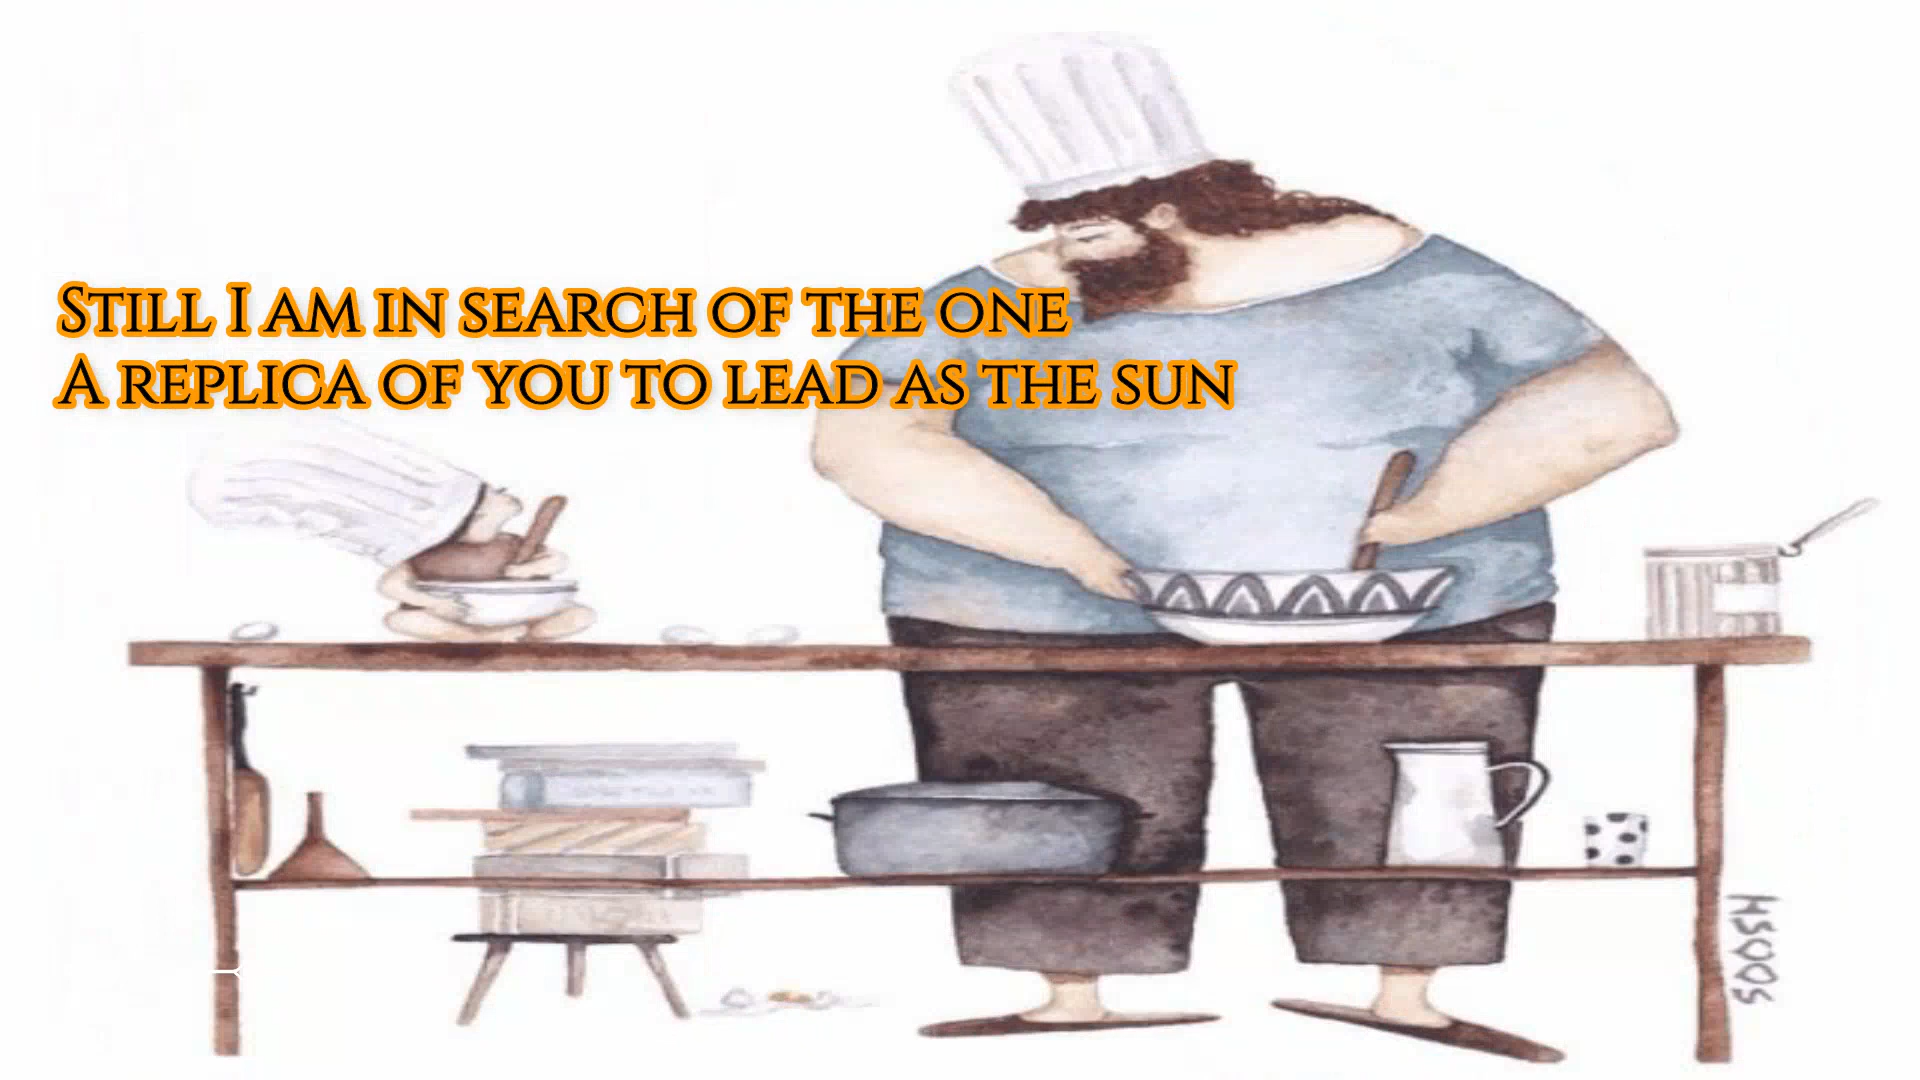 Still I am in search of the one
A replica of you to lead as the sun
SOOSH